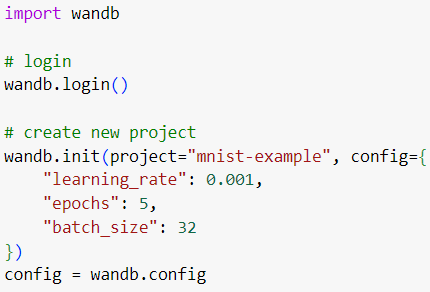 import wandb

# login
wandb.login()

# create new project
wandb.init(project="mnist-example", config={
    "learning_rate": 0.001,
    "epochs": 5,
    "batch_size": 32
})
config = wandb.config